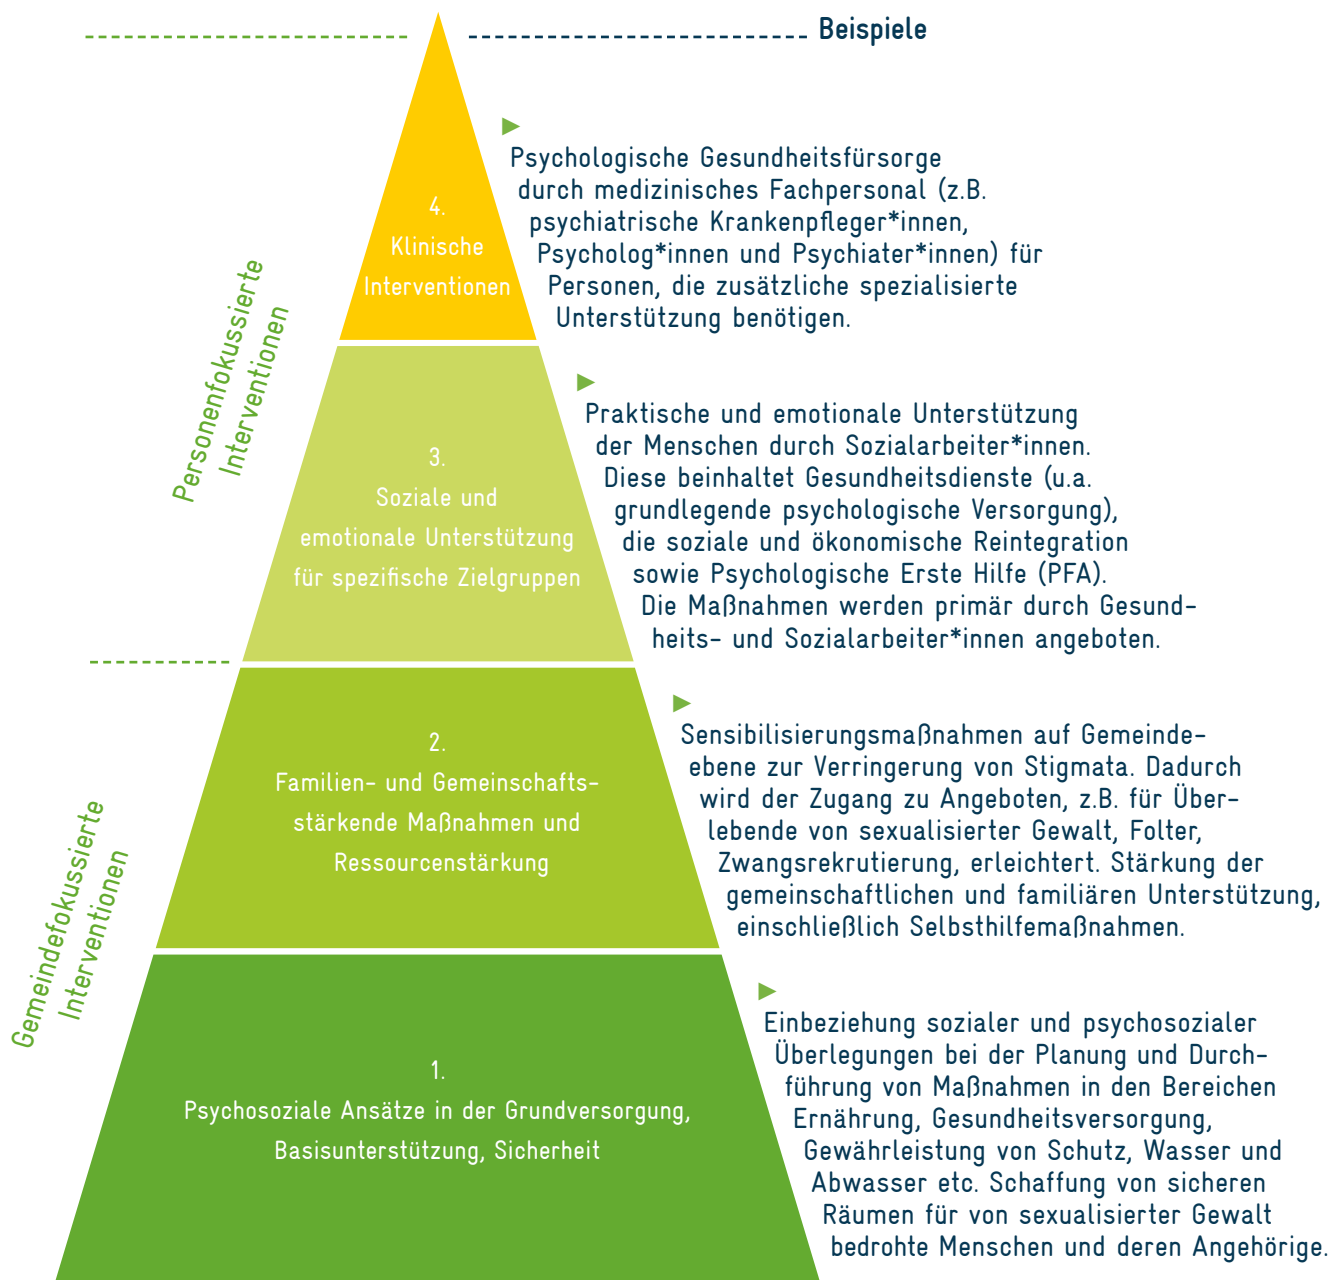 Beispiele
4.
Klinische
Interventionen
Psychologische Gesundheitsfürsorge
durch medizinisches Fachpersonal (z.B.
psychiatrische Krankenpfleger*innen,
Psycholog*innen und Psychiater*innen) für
Personen, die zusätzliche spezialisierte
Unterstützung benötigen.
Personenfokussierte
Interventionen
3.
Soziale und
emotionale Unterstützung
für spezifische Zielgruppen
Praktische und emotionale Unterstützung
der Menschen durch Sozialarbeiter*innen.
Diese beinhaltet Gesundheitsdienste (u.a.
grundlegende psychologische Versorgung),
die soziale und ökonomische Reintegration
sowie Psychologische Erste Hilfe (PFA).
Die Maßnahmen werden primär durch Gesund-
heits- und Sozialarbeiter*innen angeboten.
2.
Familien- und Gemeinschafts-
stärkende Maßnahmen und
Ressourcenstärkung
Sensibilisierungsmaßnahmen auf Gemeinde-
ebene zur Verringerung von Stigmata. Dadurch
wird der Zugang zu Angeboten, z.B. für Über-
lebende von sexualisierter Gewalt, Folter,
Zwangsrekrutierung, erleichtert. Stärkung der
gemeinschaftlichen und familiären Unterstützung,
einschließlich Selbsthilfemaßnahmen.
Gemeindefokussierte
Interventionen
1.
Psychosoziale Ansätze in der Grundversorgung,
Basisunterstützung, Sicherheit
Einbeziehung sozialer und psychosozialer
Überlegungen bei der Planung und Durch-
führung von Maßnahmen in den Bereichen
Ernährung, Gesundheitsversorgung,
Gewährleistung von Schutz, Wasser und
Abwasser etc. Schaffung von sicheren
Räumen für von sexualisierter Gewalt
bedrohte Menschen und deren Angehörige.